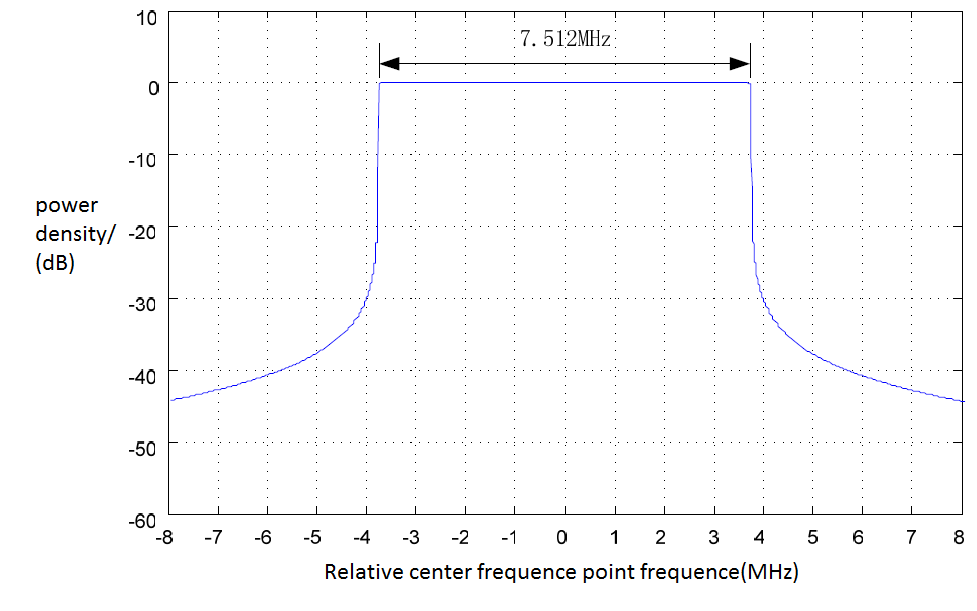 10
7.512MHz
0
-10
power
density/
(dB)
-20
-30
-40
-50
-60
-8 -7 -6 -5 -4 -3 -2 -1 0 1 2 3 4 5 6 7 8
Relative center frequence point frequence(MHz)